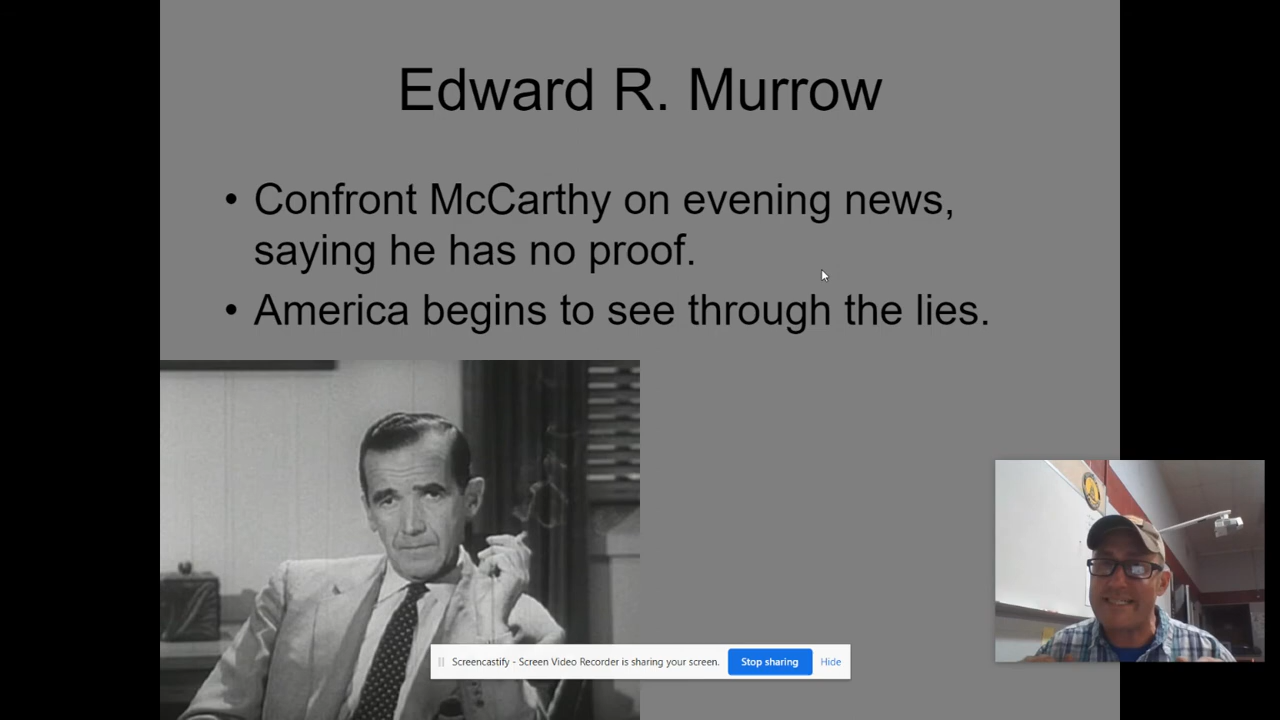 Edward R. Murrow
• Confront McCarthy on evening news,
saying he has no proof.
• America begins to see through the lies.
Screencastify - Screen Video Recorder is sharing your screen. Stop sharing Hide